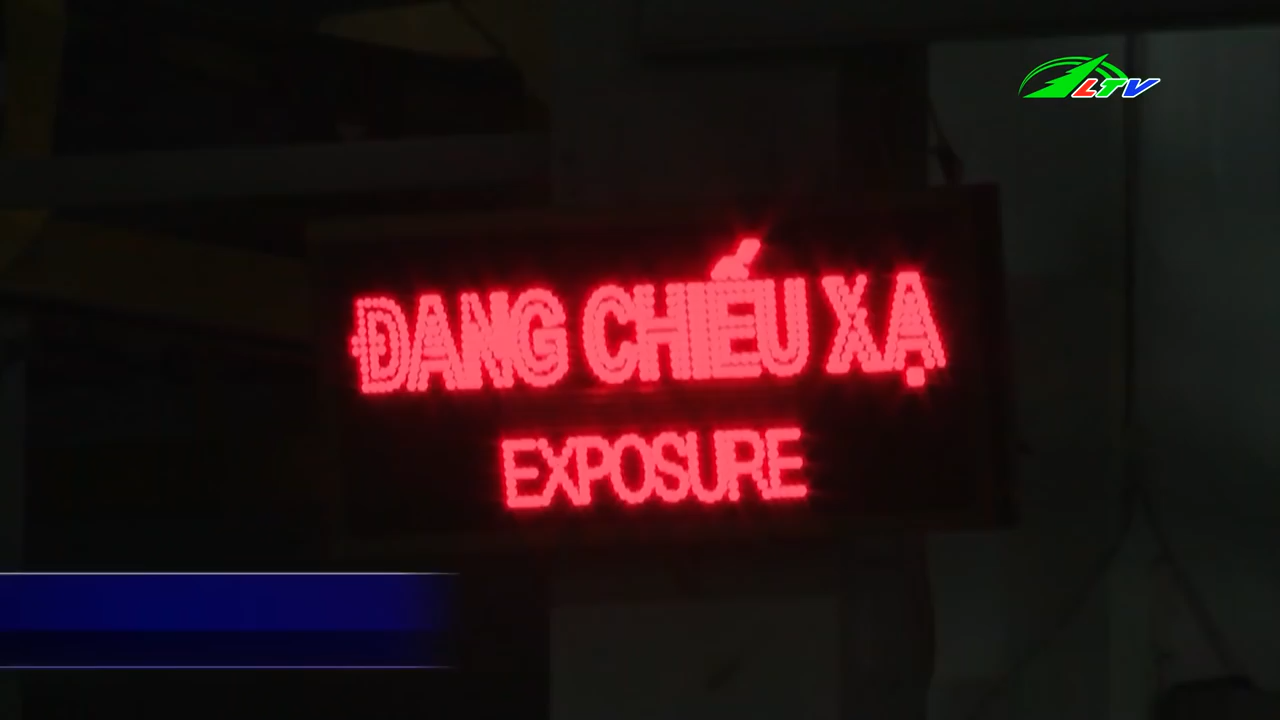 LTV
ĐANG CHIẾU XẠ
EXPOSURE